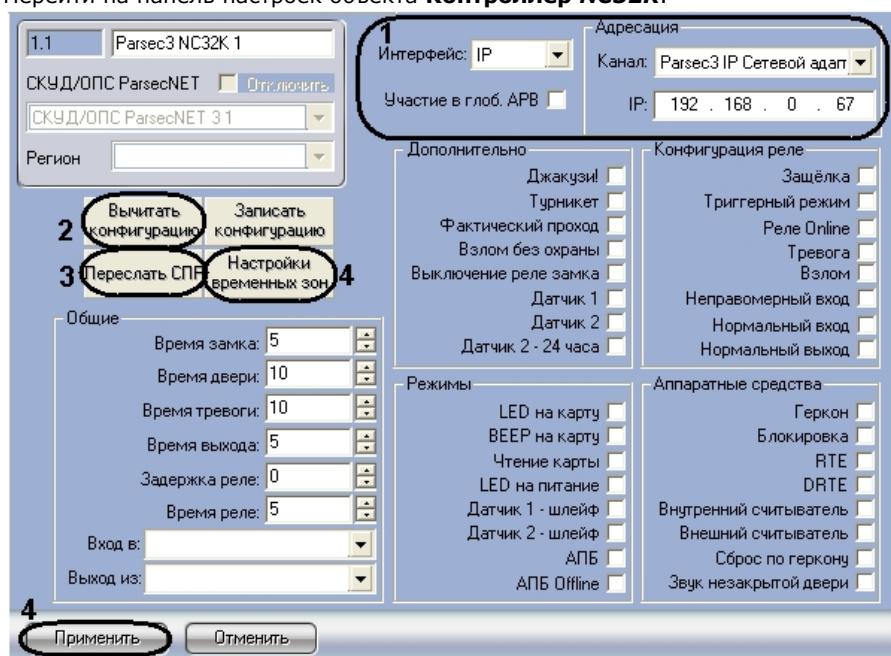 Перейти на панель настроек объекта Контроллер NC32K.
1.1 Parsec3 NC32K 1
СКУД/ОПС ParsecNET Отключить
СКУД/ОПС ParsecNET 3 1
Регион
1
Интерфейс: IP
Участие в глоб. APB
Адресация
Канал: Parsec3 IP Сетевой адап
IP: 192 . 168 . 0 . 67
2
Вычитать конфигурацию
Записать конфигурацию
3
Переслать СПР
Настройки временных зон
4
Общие
Время замка: 5
Время двери: 10
Время тревоги: 10
Время выхода: 5
Задержка реле: 0
Время реле: 5
Вход в:
Выход из:
Дополнительно
Джакузи!
Турникет
Фактический проход
Взлом без охраны
Выключение реле замка
Датчик 1
Датчик 2
Датчик 2 - 24 часа
Конфигурация реле
Защёлка
Триггерный режим
Реле Online
Тревога
Взлом
Неправомерный вход
Нормальный вход
Нормальный выход
Режимы
LED на карту
BEEP на карту
Чтение карты
LED на питание
Датчик 1 - шлейф
Датчик 2 - шлейф
АПБ
АПБ Offline
Аппаратные средства
Геркон
Блокировка
RTE
DRTE
Внутренний считыватель
Внешний считыватель
Сброс по геркону
Звук незакрытой двери
4
Применить
Отменить